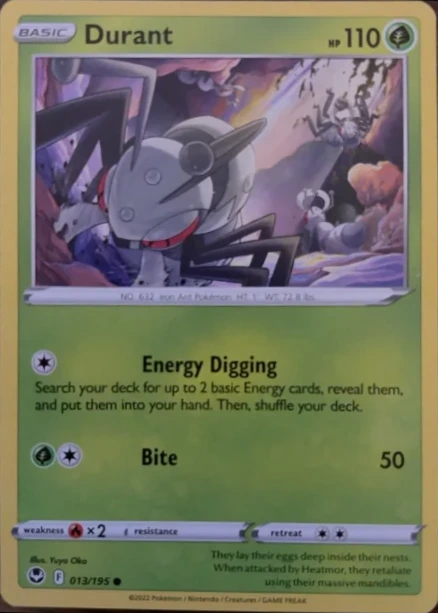 BASIC Durant HP 110
NO. 632 Iron Ant Pokémon HT: 1' WT: 72.8 lbs.
Energy Digging
Search your deck for up to 2 basic Energy cards, reveal them,
and put them into your hand. Then, shuffle your deck.
Bite 50
weakness ×2 resistance retreat
Illus. Yuyo Oka
They lay their eggs deep inside their nests.
When attacked by Heatmor, they retaliate
using their massive mandibles.
F 013/195
©2022 Pokémon / Nintendo / Creatures / GAME FREAK